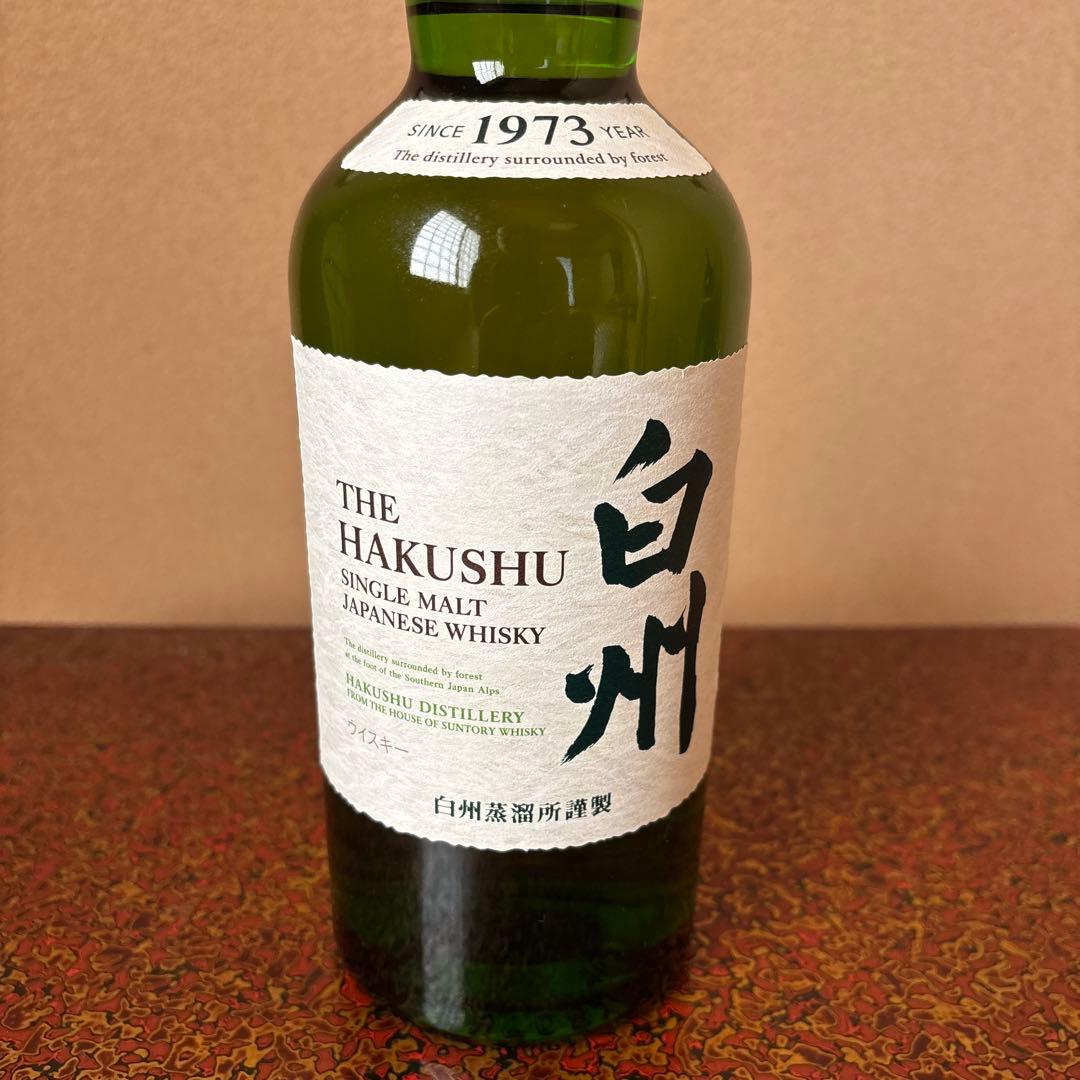 SINCE 1973 YEAR
The distillery surrounded by forest
白州
THE
HAKUSHU
SINGLE MALT
JAPANESE WHISKY
The distillery surrounded by forest
at the foot of the Southern Japan Alps
HAKUSHU DISTILLERY
FROM THE HOUSE OF SUNTORY WHISKY
ウイスキー
白州蒸溜所謹製